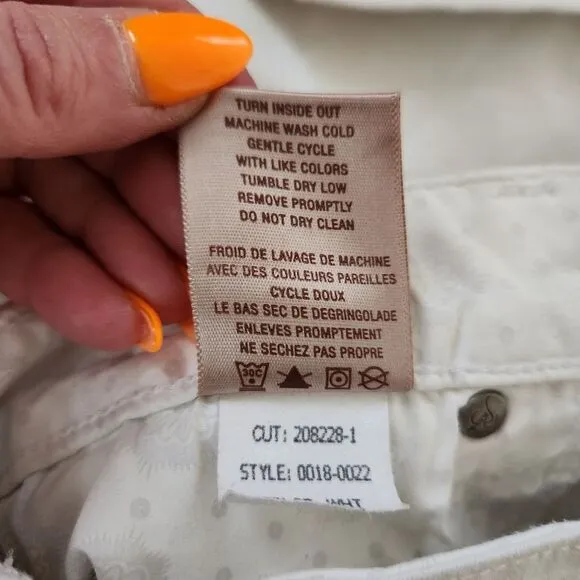 TURN INSIDE OUT
MACHINE WASH COLD
GENTLE CYCLE
WITH LIKE COLORS
TUMBLE DRY LOW
REMOVE PROMPTLY
DO NOT DRY CLEAN
FROID DE LAVAGE DE MACHINE
AVEC DES COULEURS PAREILLES
CYCLE DOUX
LE BAS SEC DE DEGRINGOLADE
ENLEVES PROMPTEMENT
NE SECHEZ PAS PROPRE
30C
CUT: 208228-1
STYLE: 0018-0022
WHT